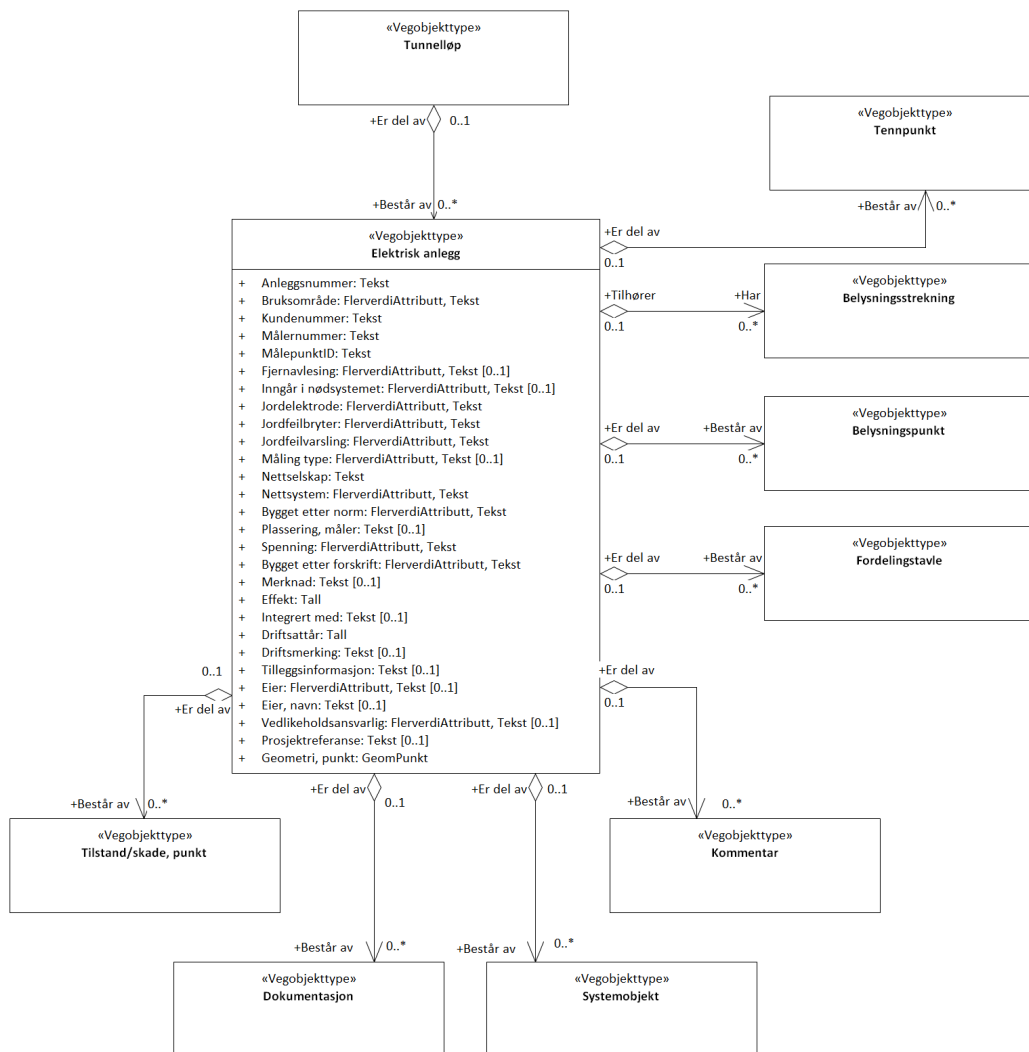 «Vegobjekttype»
Tunnelløp
+Er del av
0..1
+Består av
0..*
«Vegobjekttype»
Tennpunkt
+Består av
0..*
«Vegobjekttype»
Elektrisk anlegg
+ Anleggsnummer: Tekst
+ Bruksområde: FlerverdiAttributt, Tekst
+ Kundenummer: Tekst
+ Målernummer: Tekst
+ MålepunktID: Tekst
+ Fjernavlesing: FlerverdiAttributt, Tekst [0..1]
+ Inngår i nødsystemet: FlerverdiAttributt, Tekst [0..1]
+ Jordelektrode: FlerverdiAttributt, Tekst
+ Jordfeilbryter: FlerverdiAttributt, Tekst
+ Jordfeilvarsling: FlerverdiAttributt, Tekst
+ Måling type: FlerverdiAttributt, Tekst [0..1]
+ Nettselskap: Tekst
+ Nettsystem: FlerverdiAttributt, Tekst
+ Bygget etter norm: FlerverdiAttributt, Tekst
+ Plassering, måler: Tekst [0..1]
+ Spenning: FlerverdiAttributt, Tekst
+ Bygget etter forskrift: FlerverdiAttributt, Tekst
+ Merknad: Tekst [0..1]
+ Effekt: Tall
+ Integrert med: Tekst [0..1]
+ Driftsattår: Tall
+ Driftsmerking: Tekst [0..1]
+ Tilleggsinformasjon: Tekst [0..1]
+ Eier: FlerverdiAttributt, Tekst [0..1]
+ Eier, navn: Tekst [0..1]
+ Vedlikeholdsansvarlig: FlerverdiAttributt, Tekst [0..1]
+ Prosjektreferanse: Tekst [0..1]
+ Geometri, punkt: GeomPunkt
+Er del av
0..1
+Tilhører
0..1
+Har
0..*
«Vegobjekttype»
Belysningsstrekning
+Er del av
0..1
+Består av
0..*
«Vegobjekttype»
Belysningspunkt
+Er del av
0..1
+Består av
0..*
«Vegobjekttype»
Fordelingstavle
+Er del av
0..1
+Består av
0..*
«Vegobjekttype»
Kommentar
0..1
+Er del av
+Består av
0..*
«Vegobjekttype»
Tilstand/skade, punkt
+Er del av
0..1
+Består av
0..*
«Vegobjekttype»
Dokumentasjon
+Er del av
0..1
+Består av
0..*
«Vegobjekttype»
Systemobjekt